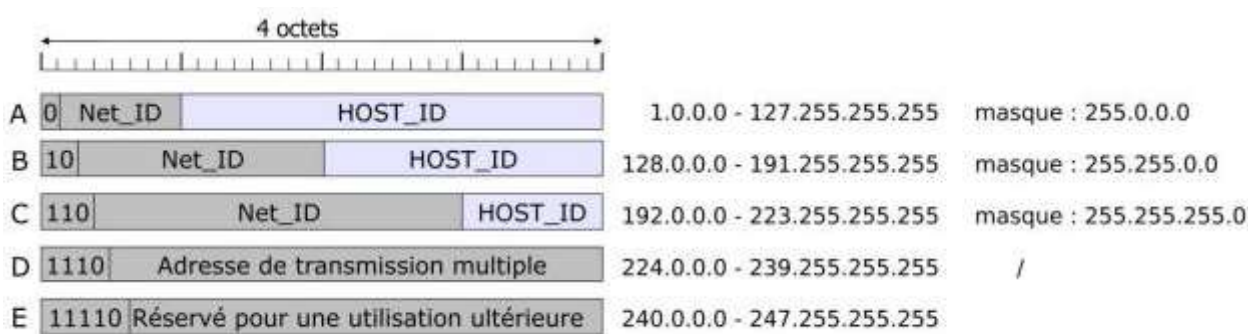 4 octets
A 0 Net_ID HOST_ID 1.0.0.0 - 127.255.255.255 masque : 255.0.0.0
B 10 Net_ID HOST_ID 128.0.0.0 - 191.255.255.255 masque : 255.255.0.0
C 110 Net_ID HOST_ID 192.0.0.0 - 223.255.255.255 masque : 255.255.255.0
D 1110 Adresse de transmission multiple 224.0.0.0 - 239.255.255.255 /
E 11110 Réservé pour une utilisation ultérieure 240.0.0.0 - 247.255.255.255